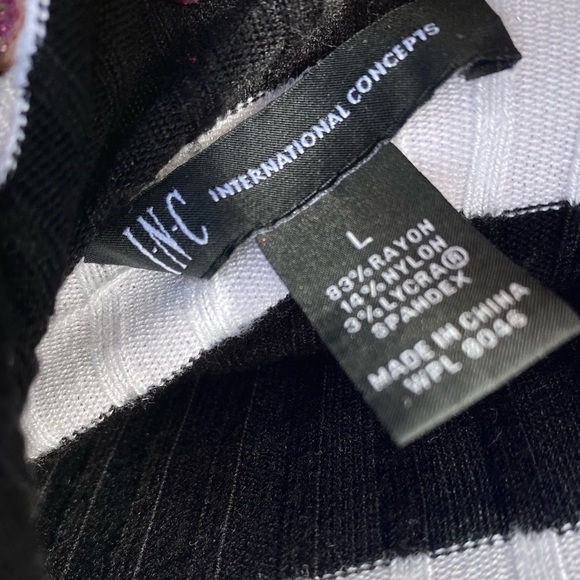 I·N·C INTERNATIONAL CONCEPTS
L
83% RAYON
14% NYLON
3% LYCRA®
SPANDEX
MADE IN CHINA
WPL 8046